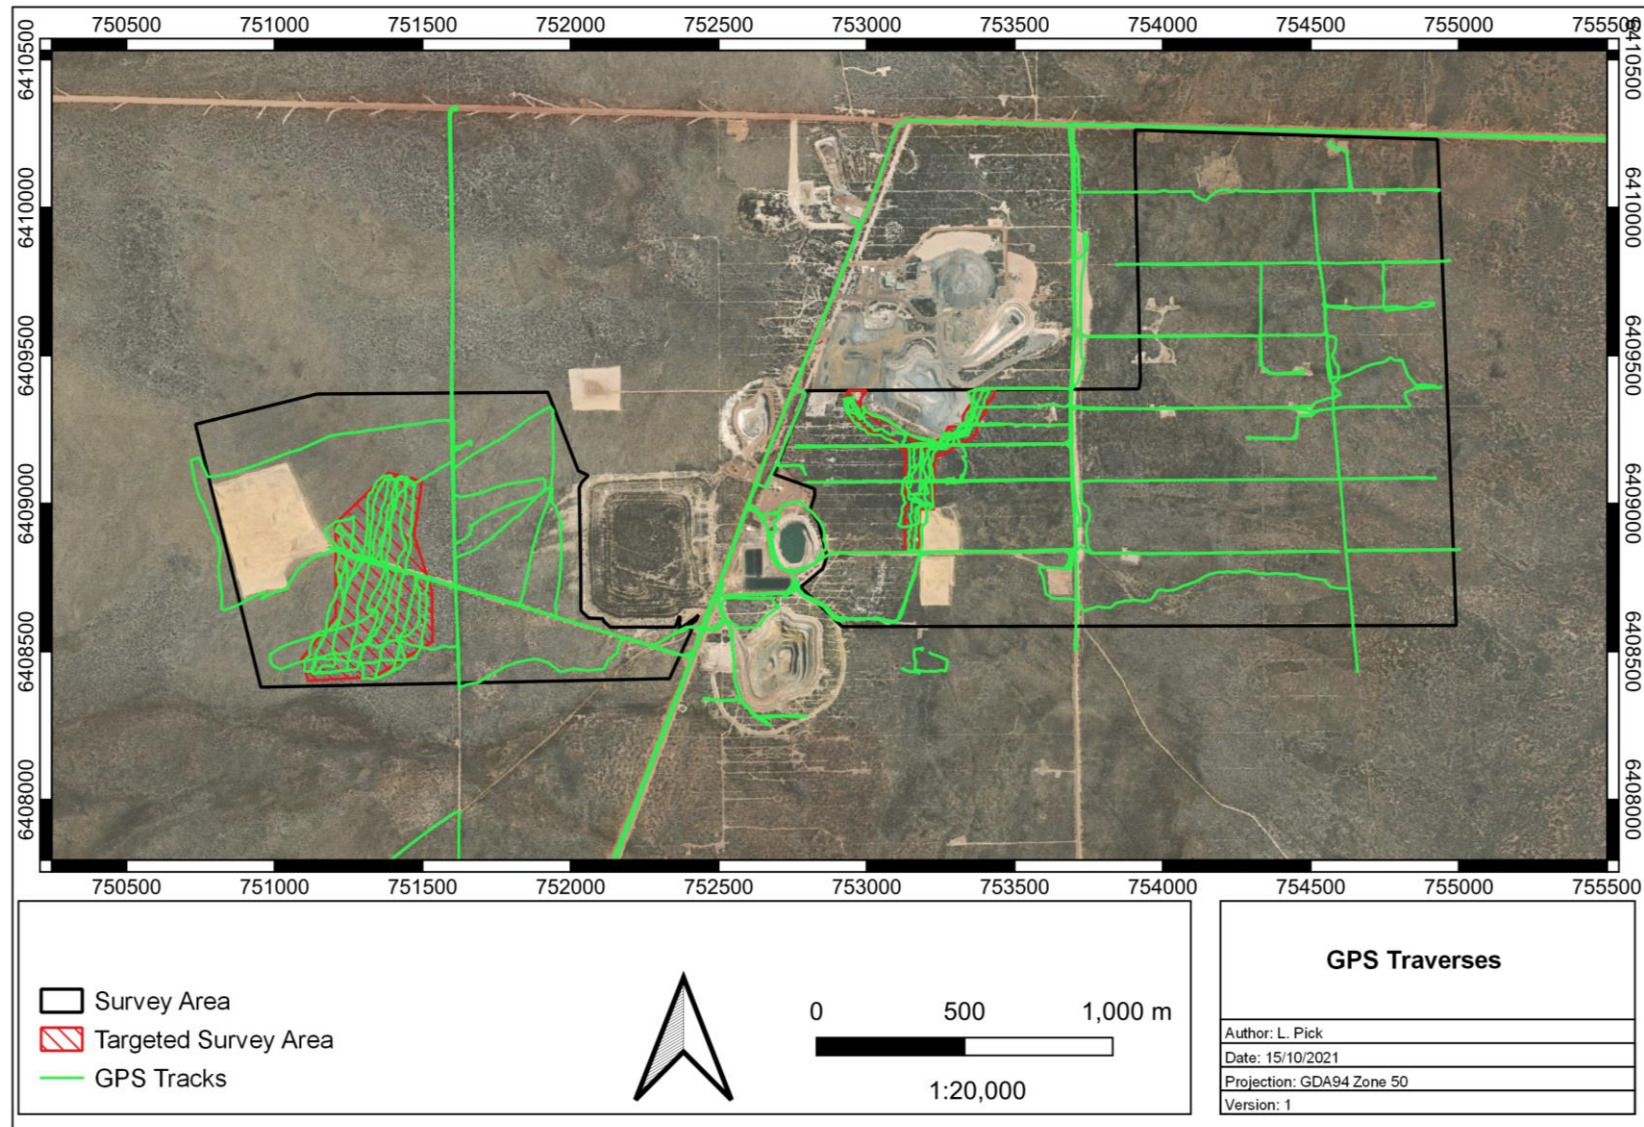 750500 751000 751500 752000 752500 753000 753500 754000 754500 755000 755500
6410500 6410500
6410000 6410000
6409500 6409500
6409000 6409000
6408500 6408500
6408000 6408000
750500 751000 751500 752000 752500 753000 753500 754000 754500 755000 755500
Survey Area
Targeted Survey Area
GPS Tracks
0 500 1,000 m
1:20,000
GPS Traverses
Author: L. Pick
Date: 15/10/2021
Projection: GDA94 Zone 50
Version: 1